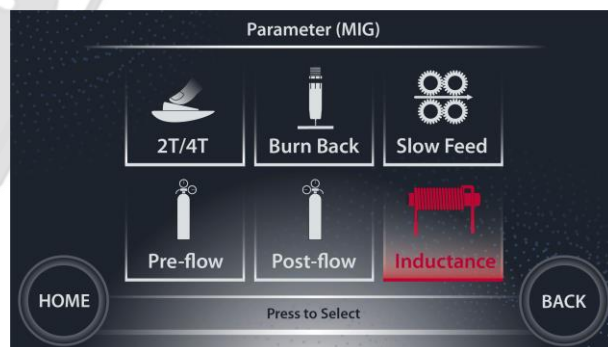 Parameter (MIG)
2T/4T
Burn Back
Slow Feed
Pre-flow
Post-flow
Inductance
HOME
Press to Select
BACK